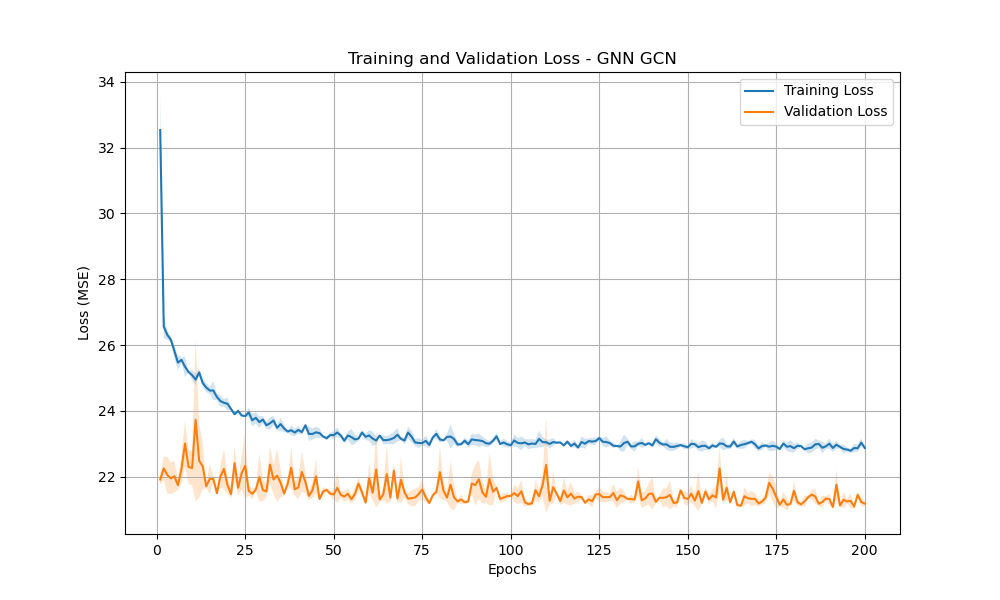 Training and Validation Loss - GNN GCN
Training Loss
Validation Loss
34
32
30
28
26
24
22
Loss (MSE)
0 25 50 75 100 125 150 175 200
Epochs